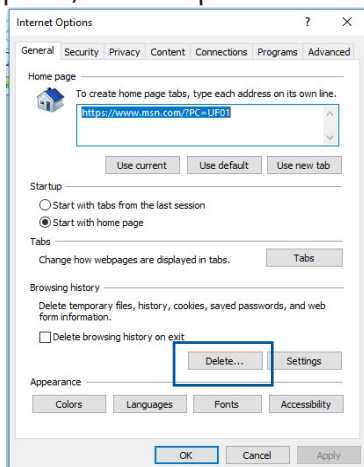 Internet Options ? X
General Security Privacy Content Connections Programs Advanced
Home page
To create home page tabs, type each address on its own line.
https://www.msn.com/?PC=UF01
Use current Use default Use new tab
Startup
Start with tabs from the last session
Start with home page
Tabs
Change how webpages are displayed in tabs. Tabs
Browsing history
Delete temporary files, history, cookies, saved passwords, and web
form information.
Delete browsing history on exit
Delete... Settings
Appearance
Colors Languages Fonts Accessibility
OK Cancel Apply